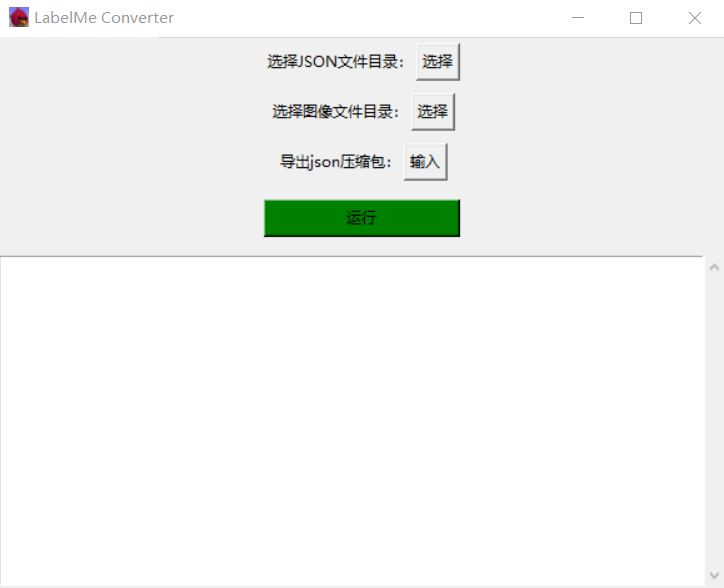 LabelMe Converter
选择JSON文件目录： 选择
选择图像文件目录： 选择
导出json压缩包： 输入
运行